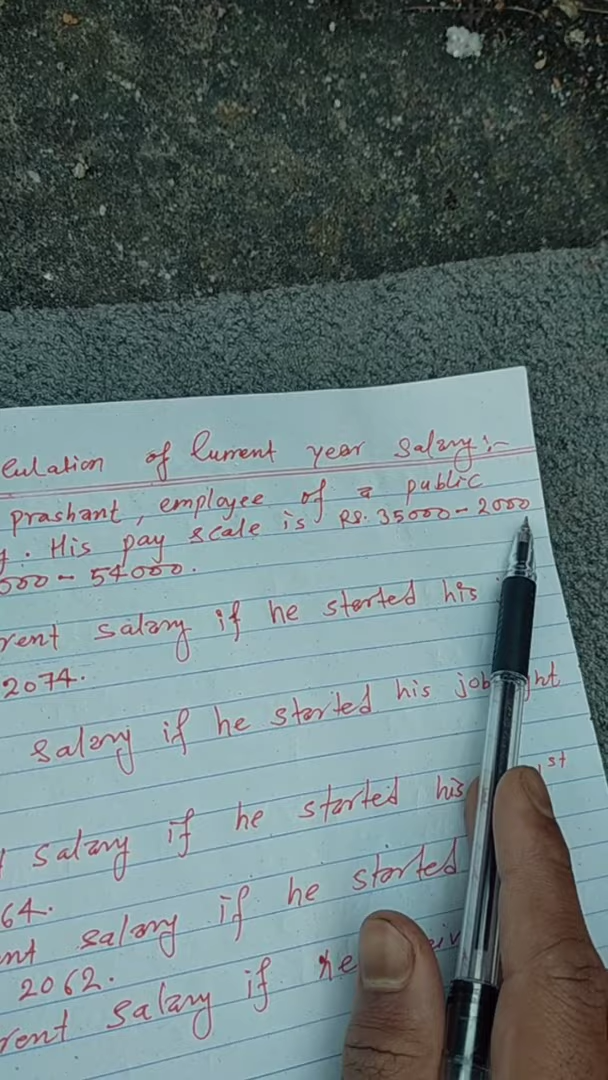 culation of Current year Salary:-
prashant, employee of a public
y. His pay scale is RS. 35000 - 2000
000 - 54000.
rent salary if he started his
2074.
salary if he started his job
salary if he started his 1st
64.
nt salary if he started
2062.
rent salary if